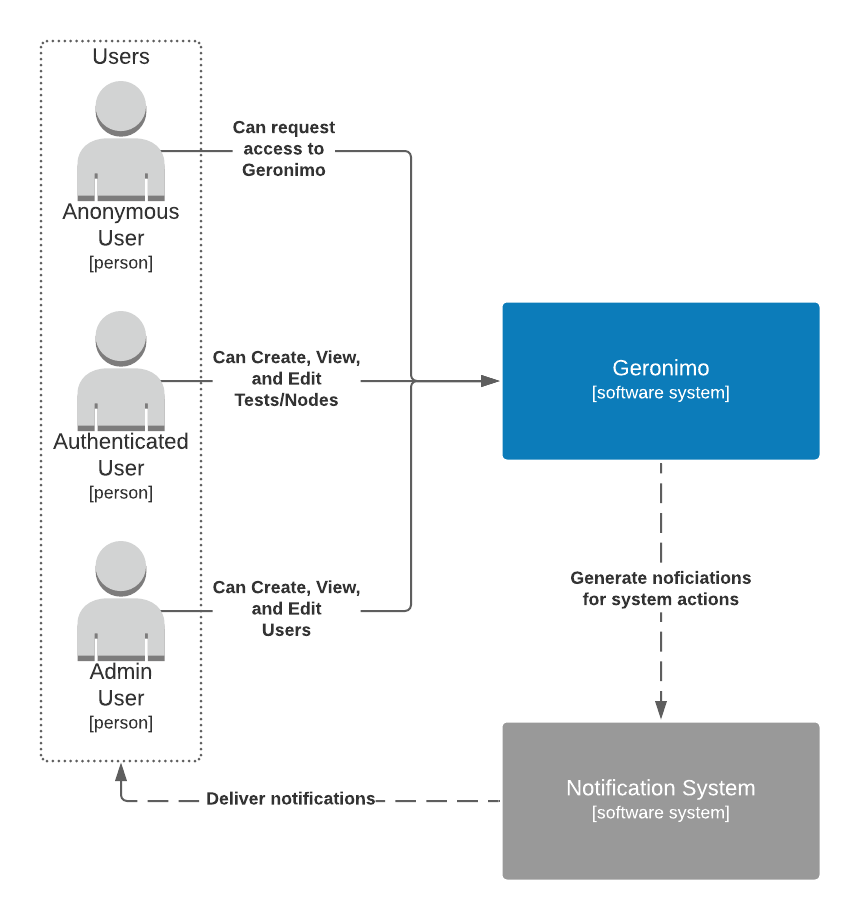 Users
Can request
access to
Geronimo
Anonymous
User
[person]
Can Create, View,
and Edit
Tests/Nodes
Authenticated
User
[person]
Geronimo
[software system]
Can Create, View,
and Edit
Users
Admin
User
[person]
Generate noficiations
for system actions
Notification System
[software system]
Deliver notifications